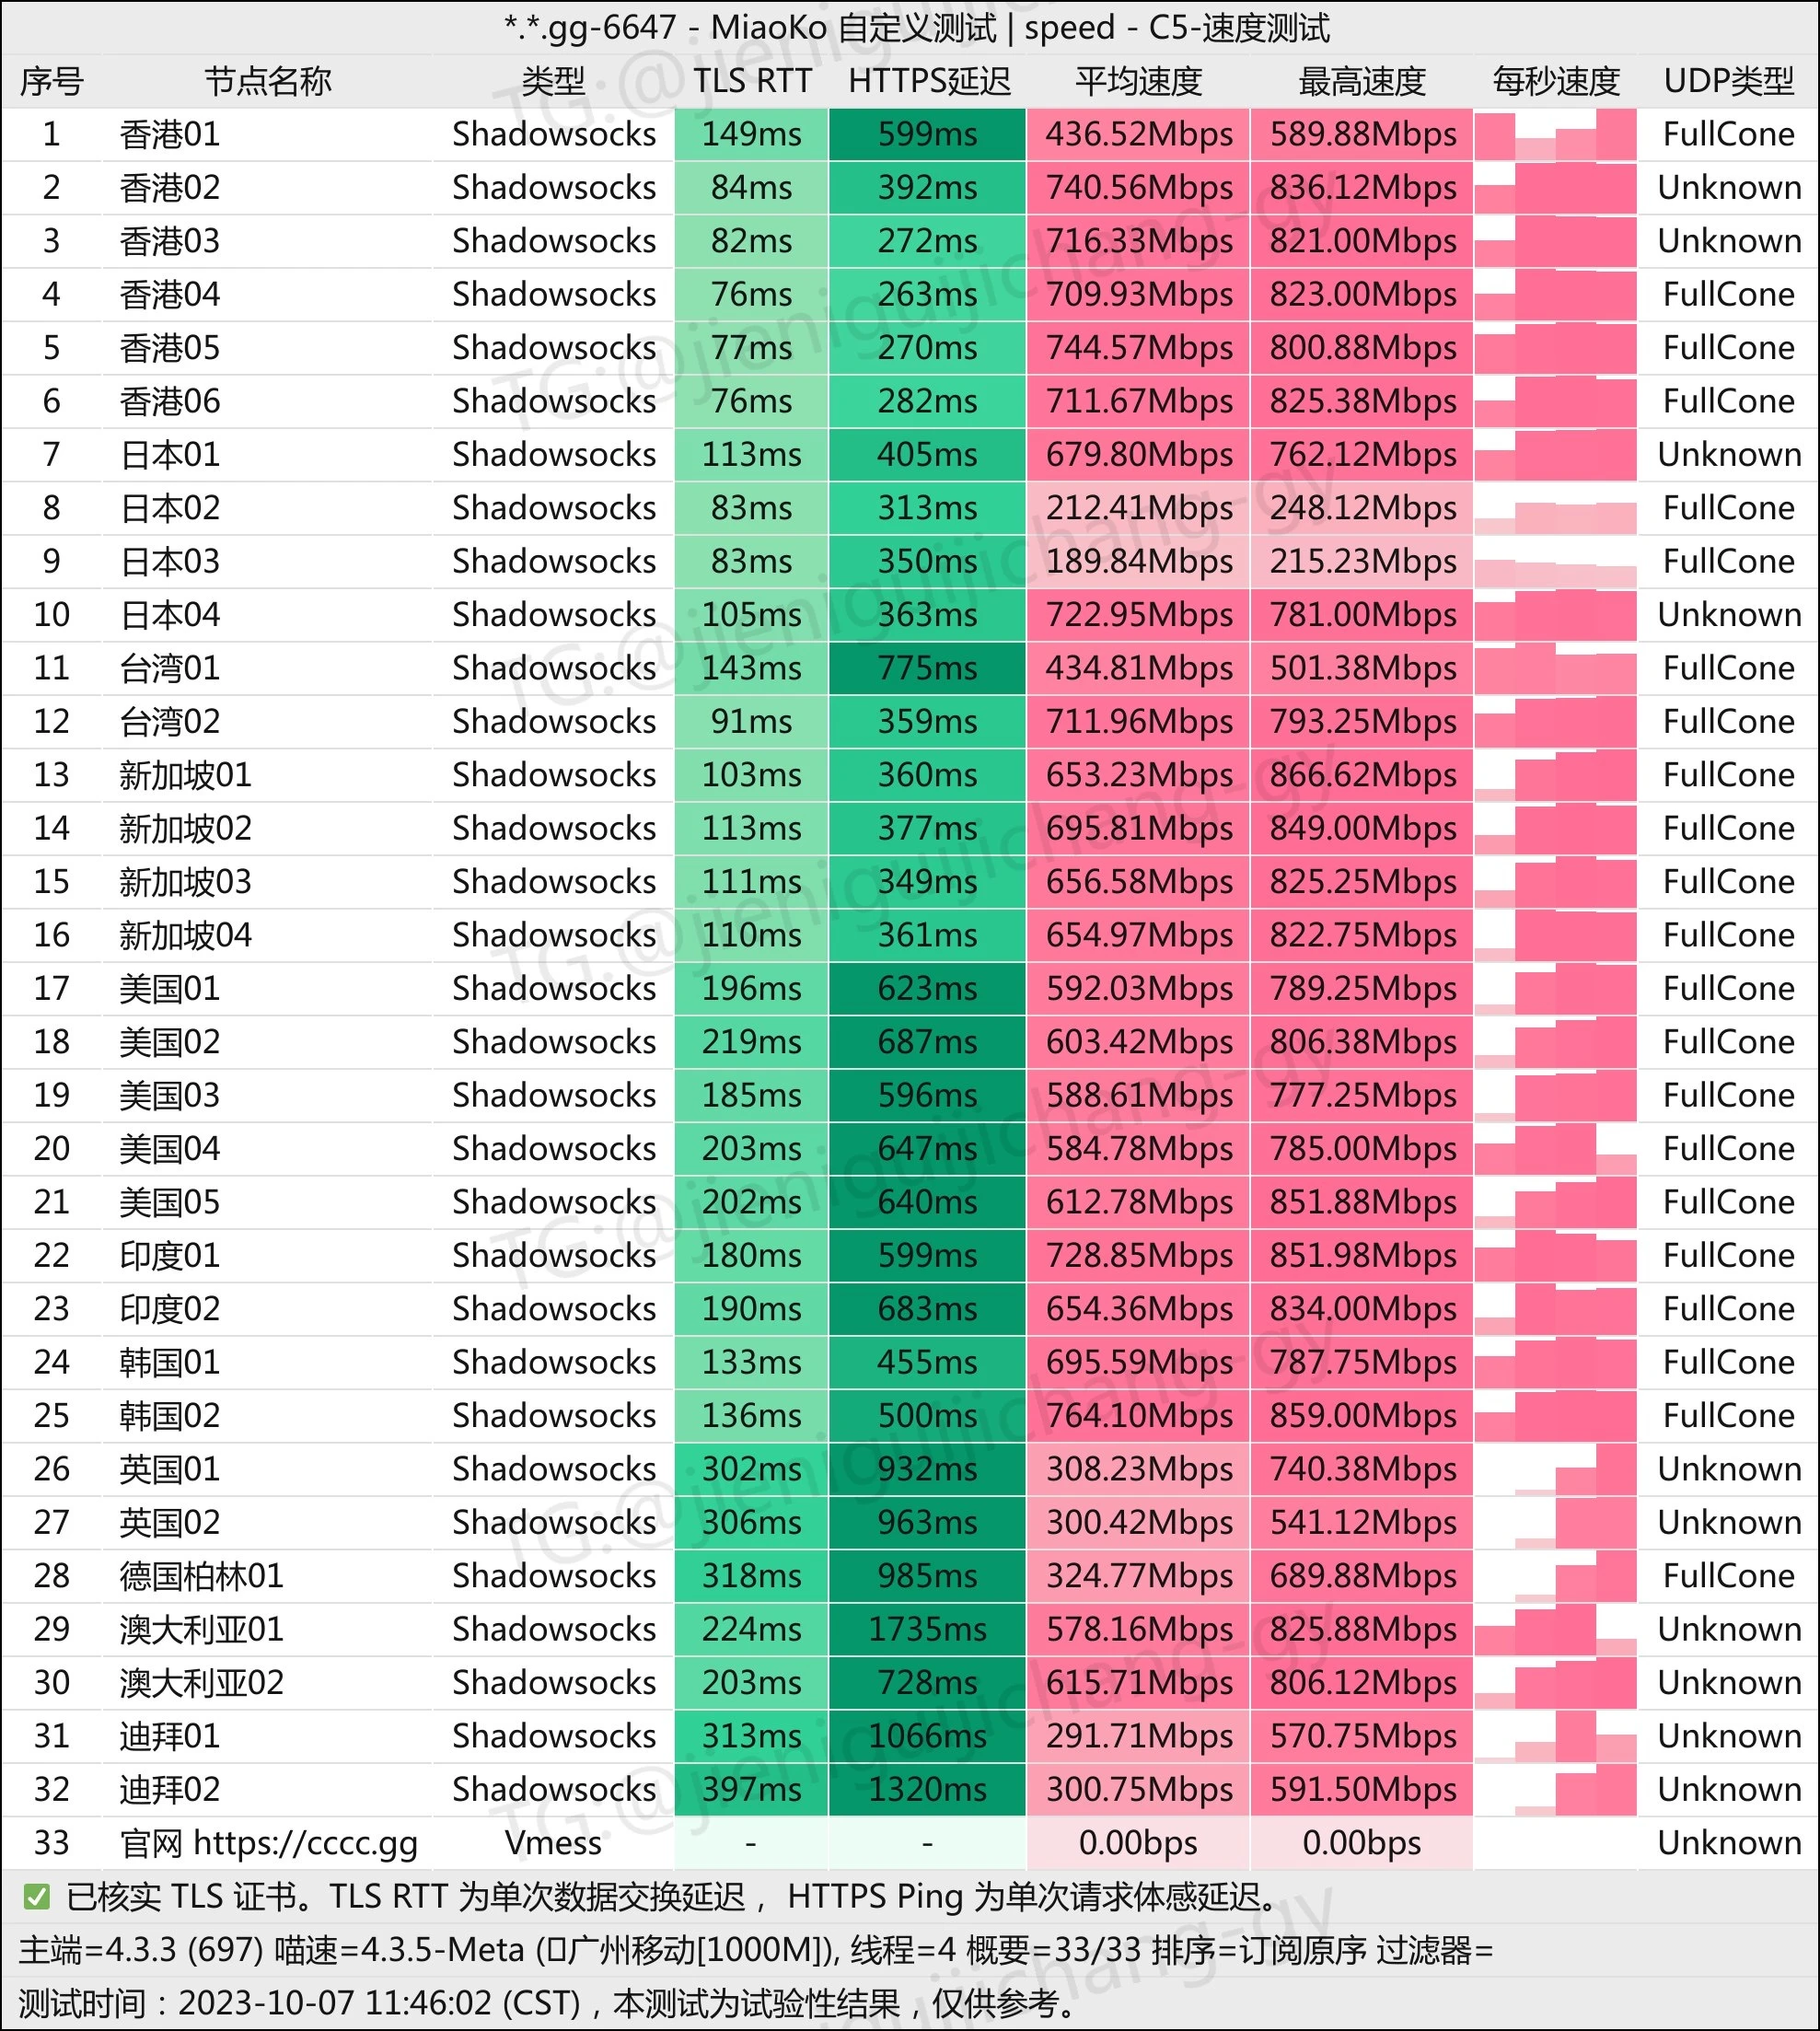 *.*.gg-6647 - MiaoKo 自定义测试 | speed - C5-速度测试
序号 节点名称 类型 TLS RTT HTTPS延迟 平均速度 最高速度 每秒速度 UDP类型
1 香港01 Shadowsocks 149ms 599ms 436.52Mbps 589.88Mbps FullCone
2 香港02 Shadowsocks 84ms 392ms 740.56Mbps 836.12Mbps Unknown
3 香港03 Shadowsocks 82ms 272ms 716.33Mbps 821.00Mbps Unknown
4 香港04 Shadowsocks 76ms 263ms 709.93Mbps 823.00Mbps FullCone
5 香港05 Shadowsocks 77ms 270ms 744.57Mbps 800.88Mbps FullCone
6 香港06 Shadowsocks 76ms 282ms 711.67Mbps 825.38Mbps FullCone
7 日本01 Shadowsocks 113ms 405ms 679.80Mbps 762.12Mbps Unknown
8 日本02 Shadowsocks 83ms 313ms 212.41Mbps 248.12Mbps FullCone
9 日本03 Shadowsocks 83ms 350ms 189.84Mbps 215.23Mbps FullCone
10 日本04 Shadowsocks 105ms 363ms 722.95Mbps 781.00Mbps Unknown
11 台湾01 Shadowsocks 143ms 775ms 434.81Mbps 501.38Mbps FullCone
12 台湾02 Shadowsocks 91ms 359ms 711.96Mbps 793.25Mbps FullCone
13 新加坡01 Shadowsocks 103ms 360ms 653.23Mbps 866.62Mbps FullCone
14 新加坡02 Shadowsocks 113ms 377ms 695.81Mbps 849.00Mbps FullCone
15 新加坡03 Shadowsocks 111ms 349ms 656.58Mbps 825.25Mbps FullCone
16 新加坡04 Shadowsocks 110ms 361ms 654.97Mbps 822.75Mbps FullCone
17 美国01 Shadowsocks 196ms 623ms 592.03Mbps 789.25Mbps FullCone
18 美国02 Shadowsocks 219ms 687ms 603.42Mbps 806.38Mbps FullCone
19 美国03 Shadowsocks 185ms 596ms 588.61Mbps 777.25Mbps FullCone
20 美国04 Shadowsocks 203ms 647ms 584.78Mbps 785.00Mbps FullCone
21 美国05 Shadowsocks 202ms 640ms 612.78Mbps 851.88Mbps FullCone
22 印度01 Shadowsocks 180ms 599ms 728.85Mbps 851.98Mbps FullCone
23 印度02 Shadowsocks 190ms 683ms 654.36Mbps 834.00Mbps FullCone
24 韩国01 Shadowsocks 133ms 455ms 695.59Mbps 787.75Mbps FullCone
25 韩国02 Shadowsocks 136ms 500ms 764.10Mbps 859.00Mbps FullCone
26 英国01 Shadowsocks 302ms 932ms 308.23Mbps 740.38Mbps Unknown
27 英国02 Shadowsocks 306ms 963ms 300.42Mbps 541.12Mbps Unknown
28 德国柏林01 Shadowsocks 318ms 985ms 324.77Mbps 689.88Mbps FullCone
29 澳大利亚01 Shadowsocks 224ms 1735ms 578.16Mbps 825.88Mbps Unknown
30 澳大利亚02 Shadowsocks 203ms 728ms 615.71Mbps 806.12Mbps Unknown
31 迪拜01 Shadowsocks 313ms 1066ms 291.71Mbps 570.75Mbps Unknown
32 迪拜02 Shadowsocks 397ms 1320ms 300.75Mbps 591.50Mbps Unknown
33 官网 https://cccc.gg Vmess - - 0.00bps 0.00bps Unknown
✅ 已核实 TLS 证书。TLS RTT 为单次数据交换延迟，HTTPS Ping 为单次请求体感延迟。
主端=4.3.3 (697) 喵速=4.3.5-Meta (广州移动[1000M]), 线程=4 概要=33/33 排序=订阅原序 过滤器=
测试时间：2023-10-07 11:46:02 (CST)，本测试为试验性结果，仅供参考。
TG:@jieniguijichang-gy